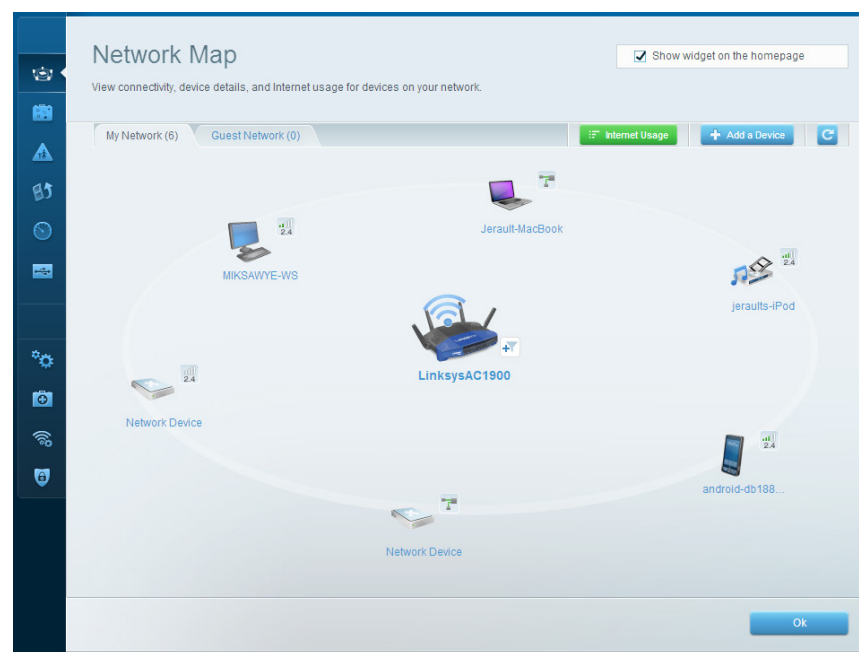 Network Map
Show widget on the homepage
View connectivity, device details, and Internet usage for devices on your network.
My Network (6)
Guest Network (0)
Internet Usage
Add a Device
Jerault-MacBook
2.4
MIKSAWYE-WS
2.4
jeraults-iPod
LinksysAC1900
2.4
Network Device
2.4
android-db188...
Network Device
Ok